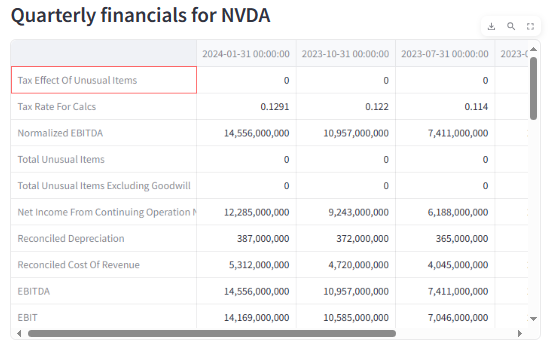 Quarterly financials for NVDA
2024-01-31 00:00:00 2023-10-31 00:00:00 2023-07-31 00:00:00 2023-0
Tax Effect Of Unusual Items 0 0 0
Tax Rate For Calcs 0.1291 0.122 0.114
Normalized EBITDA 14,556,000,000 10,957,000,000 7,411,000,000
Total Unusual Items 0 0 0
Total Unusual Items Excluding Goodwill 0 0 0
Net Income From Continuing Operation N 12,285,000,000 9,243,000,000 6,188,000,000
Reconciled Depreciation 387,000,000 372,000,000 365,000,000
Reconciled Cost Of Revenue 5,312,000,000 4,720,000,000 4,045,000,000
EBITDA 14,556,000,000 10,957,000,000 7,411,000,000
EBIT 14,169,000,000 10,585,000,000 7,046,000,000